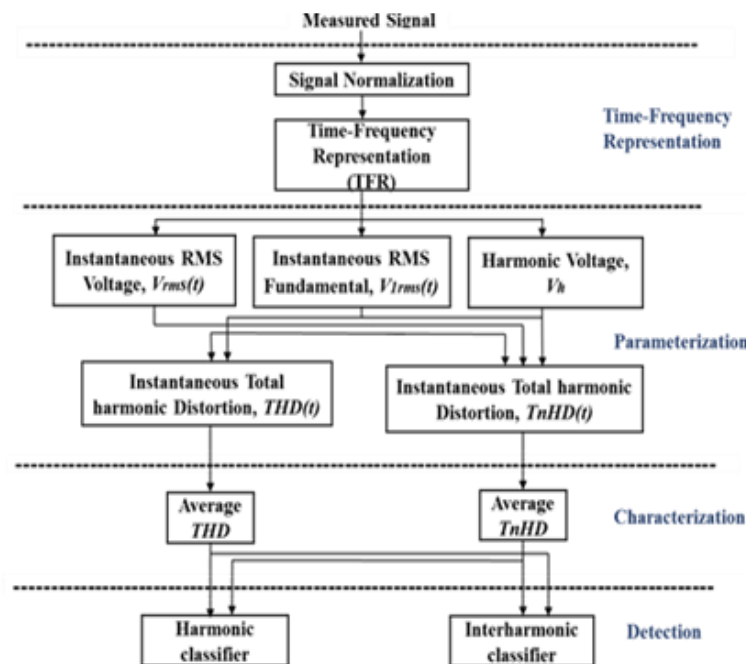 Measured Signal
Signal Normalization
Time-Frequency
Representation
(TFR)
Time-Frequency
Representation
Instantaneous RMS
Voltage, Vrms(t)
Instantaneous RMS
Fundamental, V1rms(t)
Harmonic Voltage,
Vh
Parameterization
Instantaneous Total
harmonic Distortion, THD(t)
Instantaneous Total harmonic
Distortion, TnHD(t)
Average
THD
Average
TnHD
Characterization
Harmonic
classifier
Interharmonic
classifier
Detection